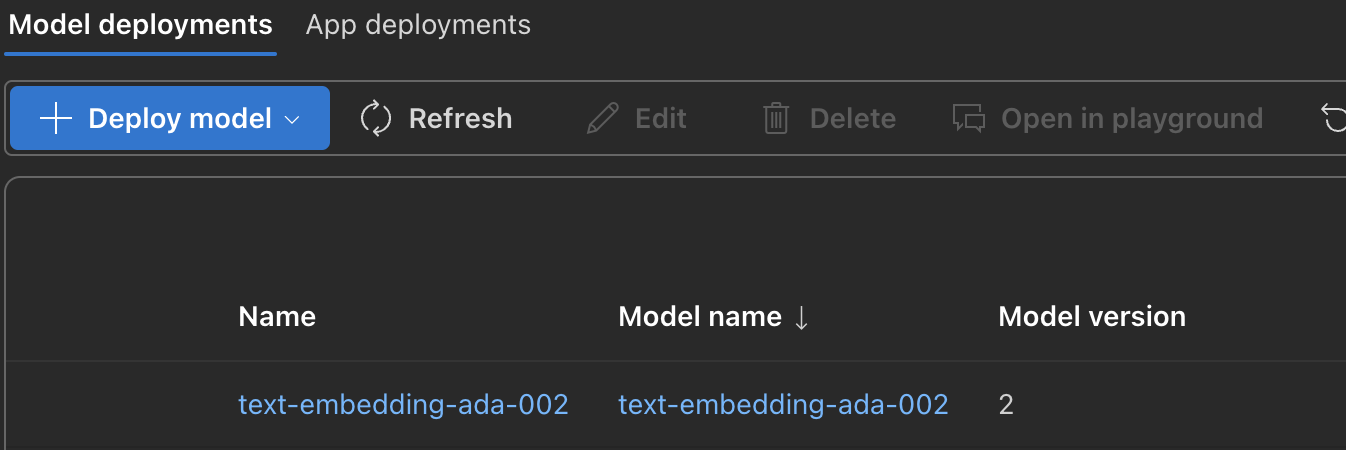 Model deployments App deployments
Deploy model Refresh Edit Delete Open in playground
Name Model name ↓ Model version
text-embedding-ada-002 text-embedding-ada-002 2